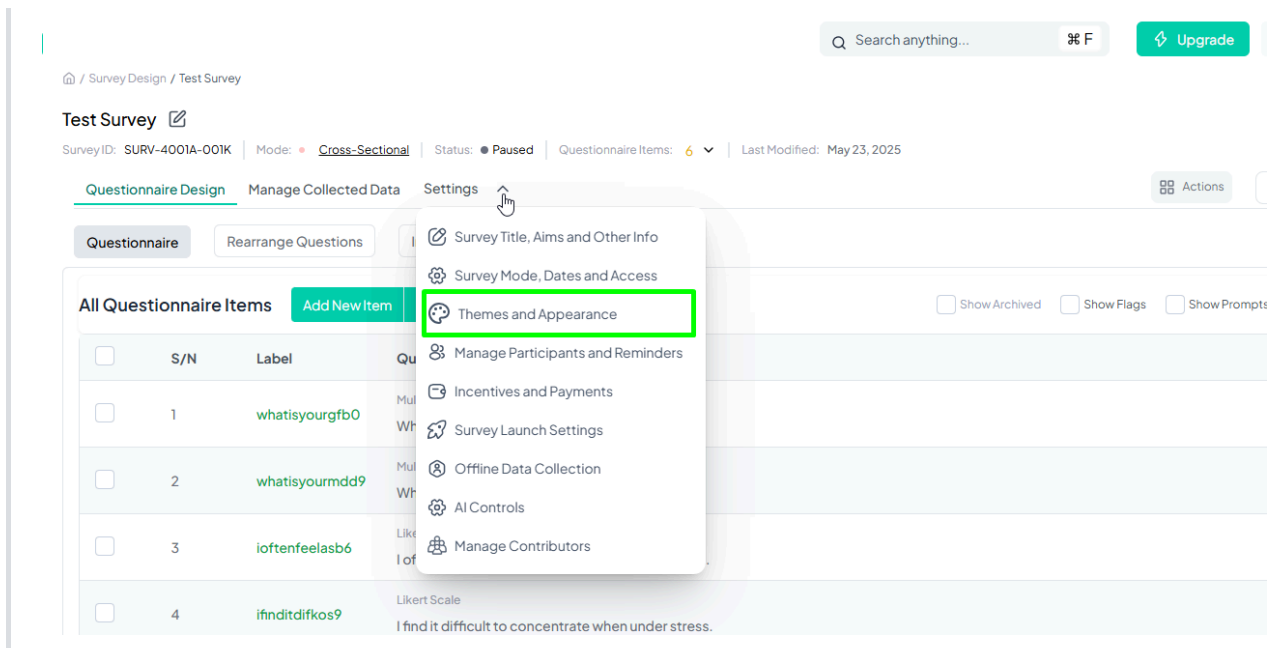 Search anything...
⌘ F
Upgrade
/ Survey Design / Test Survey
Test Survey
Survey ID: SURV-4001A-001K Mode: Cross-Sectional Status: Paused Questionnaire Items: 6 Last Modified: May 23, 2025
Questionnaire Design Manage Collected Data Settings
Actions
Questionnaire Rearrange Questions
Survey Title, Aims and Other Info
Survey Mode, Dates and Access
Themes and Appearance
Manage Participants and Reminders
Incentives and Payments
Survey Launch Settings
Offline Data Collection
AI Controls
Manage Contributors
All Questionnaire Items Add New Item
Show Archived Show Flags Show Prompts
S/N Label
1 whatisyourgfb0
2 whatisyourmdd9
3 ioftenfeelasb6
4 ifinditdifkos9
Likert Scale
I find it difficult to concentrate when under stress.